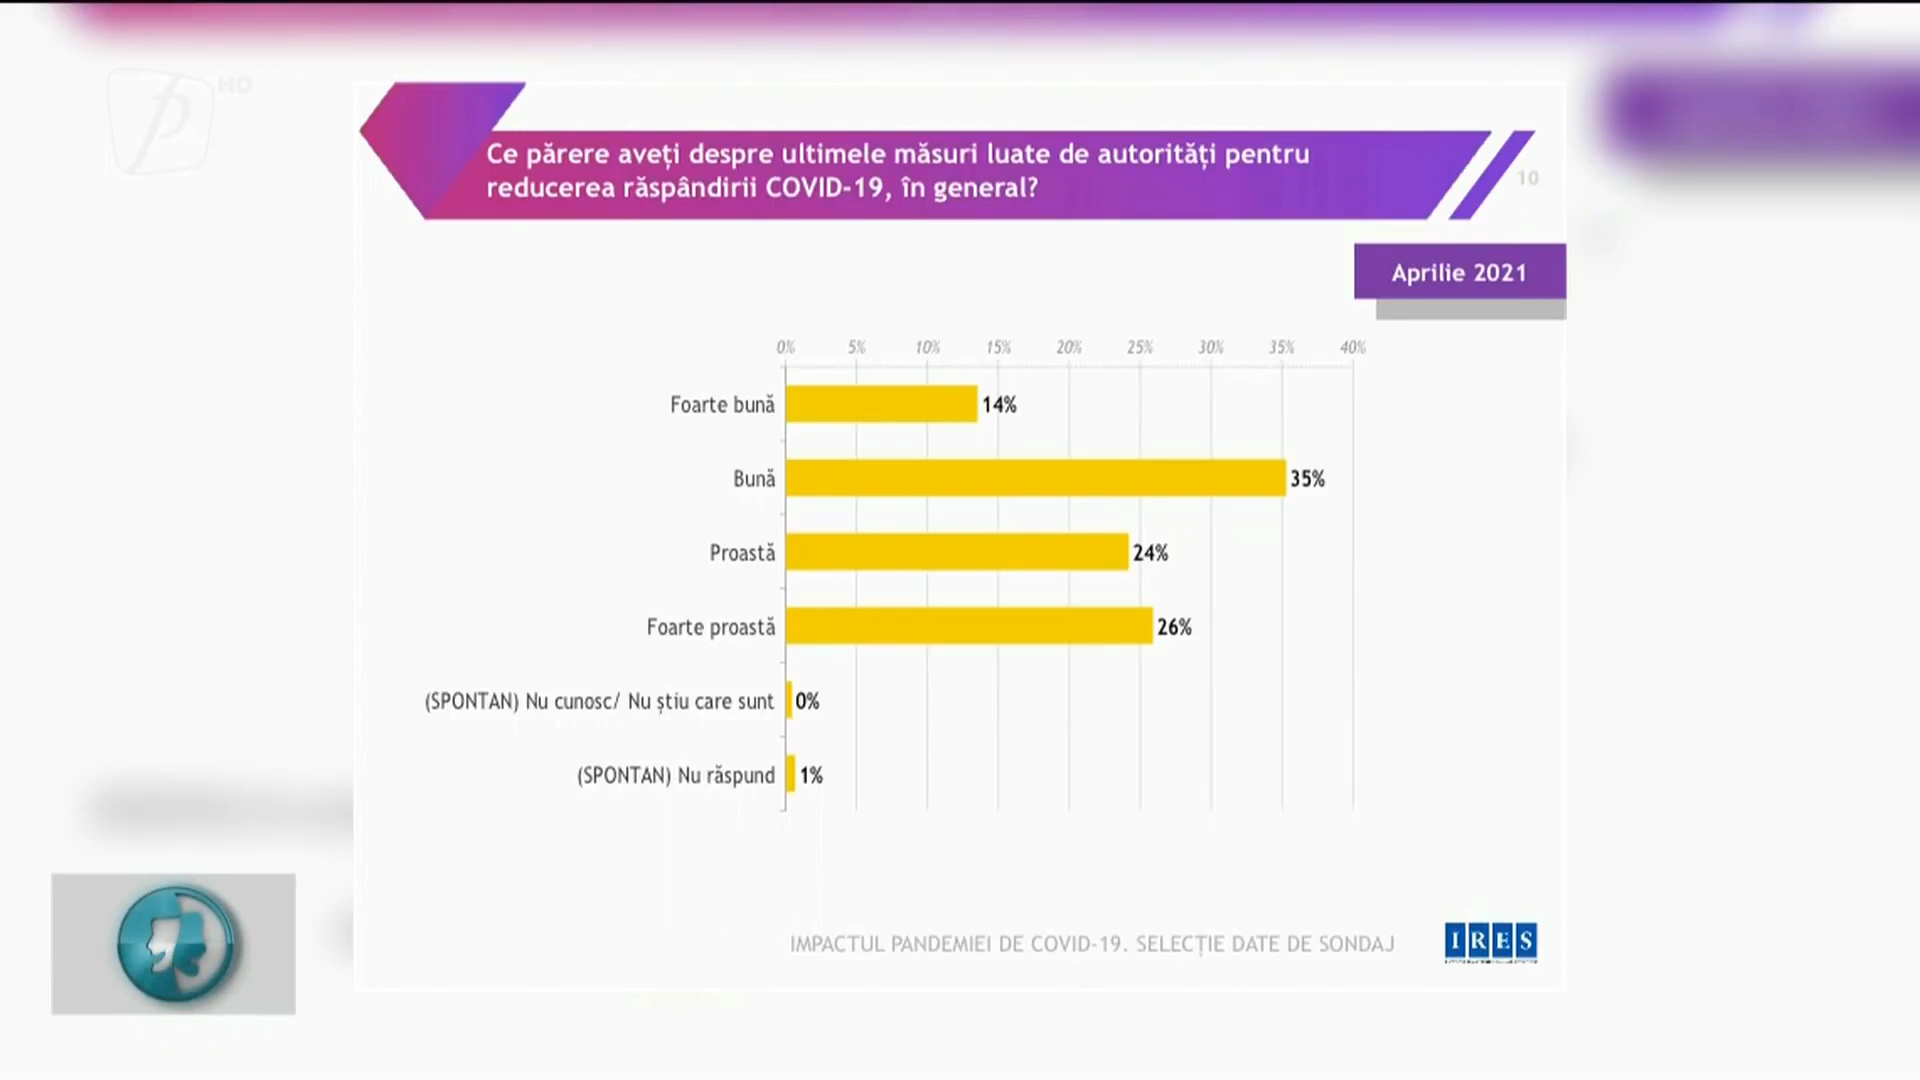 HD
Ce părere aveți despre ultimele măsuri luate de autorități pentru
reducerea răspândirii COVID-19, în general?
10
Aprilie 2021
0% 5% 10% 15% 20% 25% 30% 35% 40%
Foarte bună 14%
Bună 35%
Proastă 24%
Foarte proastă 26%
(SPONTAN) Nu cunosc/ Nu știu care sunt 0%
(SPONTAN) Nu răspund 1%
IMPACTUL PANDEMIEI DE COVID-19. SELECȚIE DATE DE SONDAJ
IRES